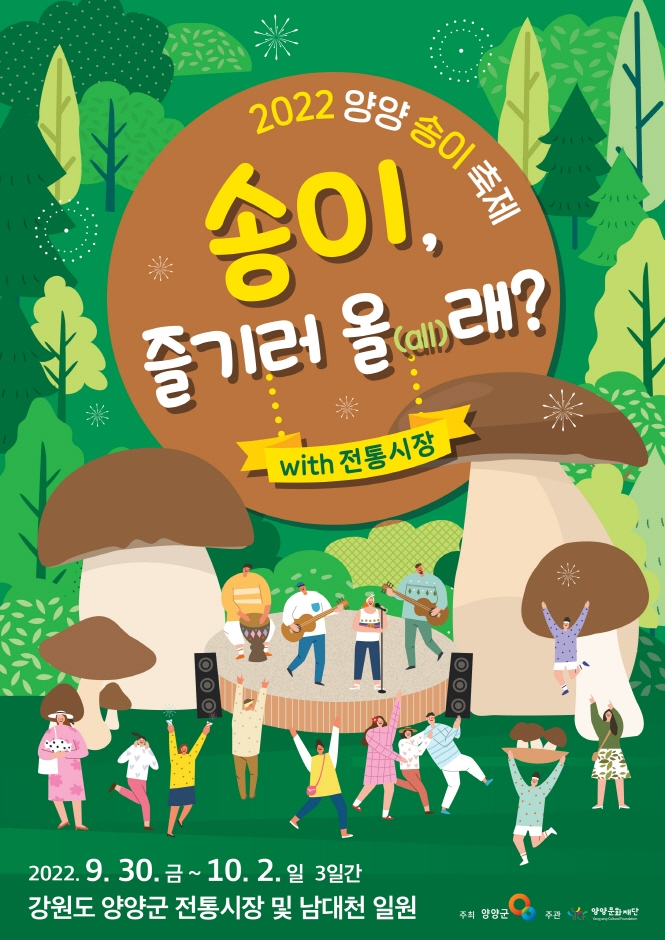 2022 양양 송이 축제
송이,
즐기러 올(all)래?
with 전통시장
2022. 9. 30. 금 ~ 10. 2. 일 3일간
강원도 양양군 전통시장 및 남대천 일원
주최 양양군 주관 양양문화재단
Yangyang Cultural Foundation